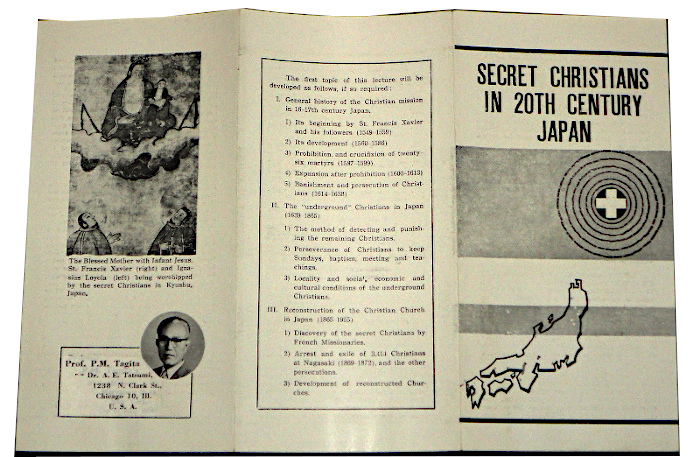 The Blessed Mother with Infant Jesus.
St. Francis Xavier (right) and Igna-
sius Loyola (left) being worshipped
by the secret Christians in Kyushu,
Japan.
Prof. P.M. Tagita
Dr. A. E. Tatsumi,
1238 N. Clark St.,
Chicago 10, Ill.
U. S. A.
The first topic of this lecture will be
developed as follows, if so required:
I. General history of the Christian mission
in 16-17th century Japan.
1) Its beginning by St. Francis Xavier
and his followers (1549-1559)
2) Its development (1560-1586)
3) Prohibition and crucifixion of twenty-
six martyrs (1587-1599)
4) Expansion after prohibition (1600-1613)
5) Banishment and persecution of Christ-
ians (1614-1638)
II. The "underground" Christians in Japan
(1639-1865)
1) The method of detecting and punish-
ing the remaining Christians.
2) Perseverance of Christians to keep
Sundays, baptism, meeting and tea-
chings.
3) Locality and social, economic and
cultural conditions of the underground
Christians.
III. Reconstruction of the Christian Church
in Japan
1) Discovery of the secret Christians by
French Missionaries.
2) Arrest and exile of Christians
at Nagasaki (1869-1872), and the other
persecutions.
3) Development of reconstructed Chur-
ches.
SECRET CHRISTIANS
IN 20TH CENTURY
JAPAN